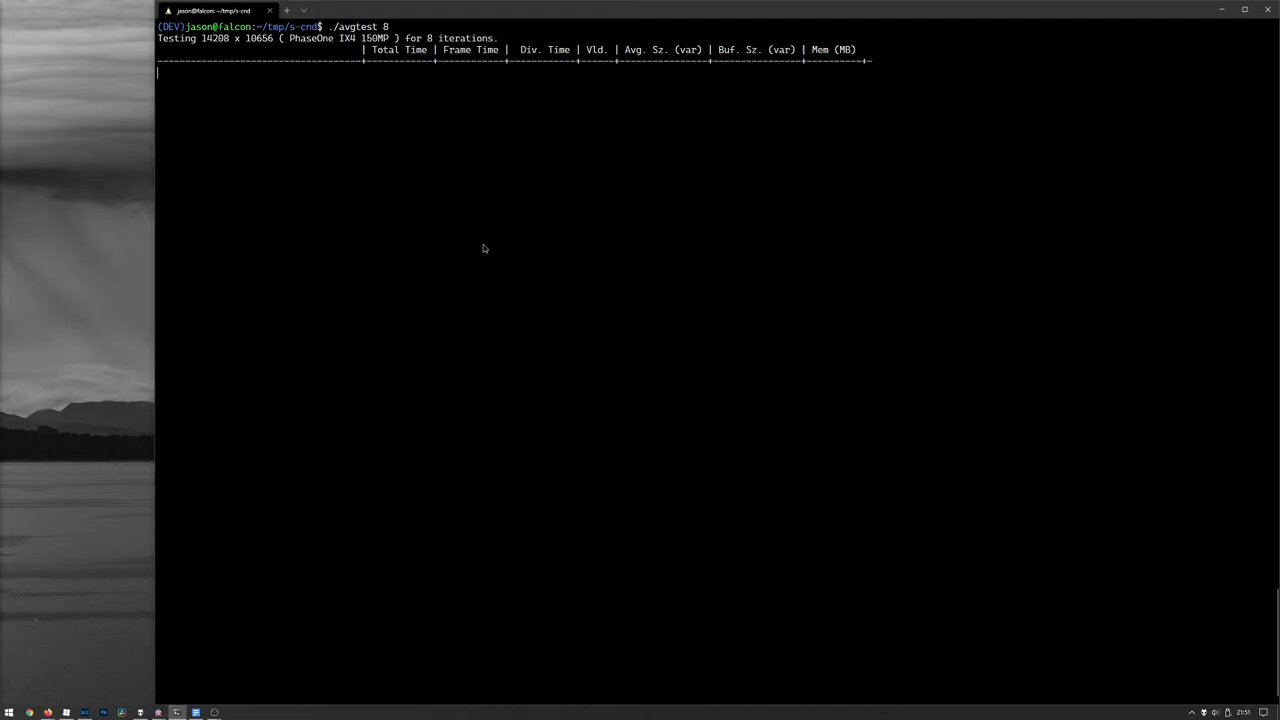 jason@falcon: ~/tmp/s-cnd
(DEV)jason@falcon:~/tmp/s-cnd$ ./avgtest 8
Testing 14208 x 10656 ( PhaseOne IX4 150MP ) for 8 iterations.
| Total Time | Frame Time | Div. Time | Vld. | Avg. Sz. (var) | Buf. Sz. (var) | Mem (MB)
21:51